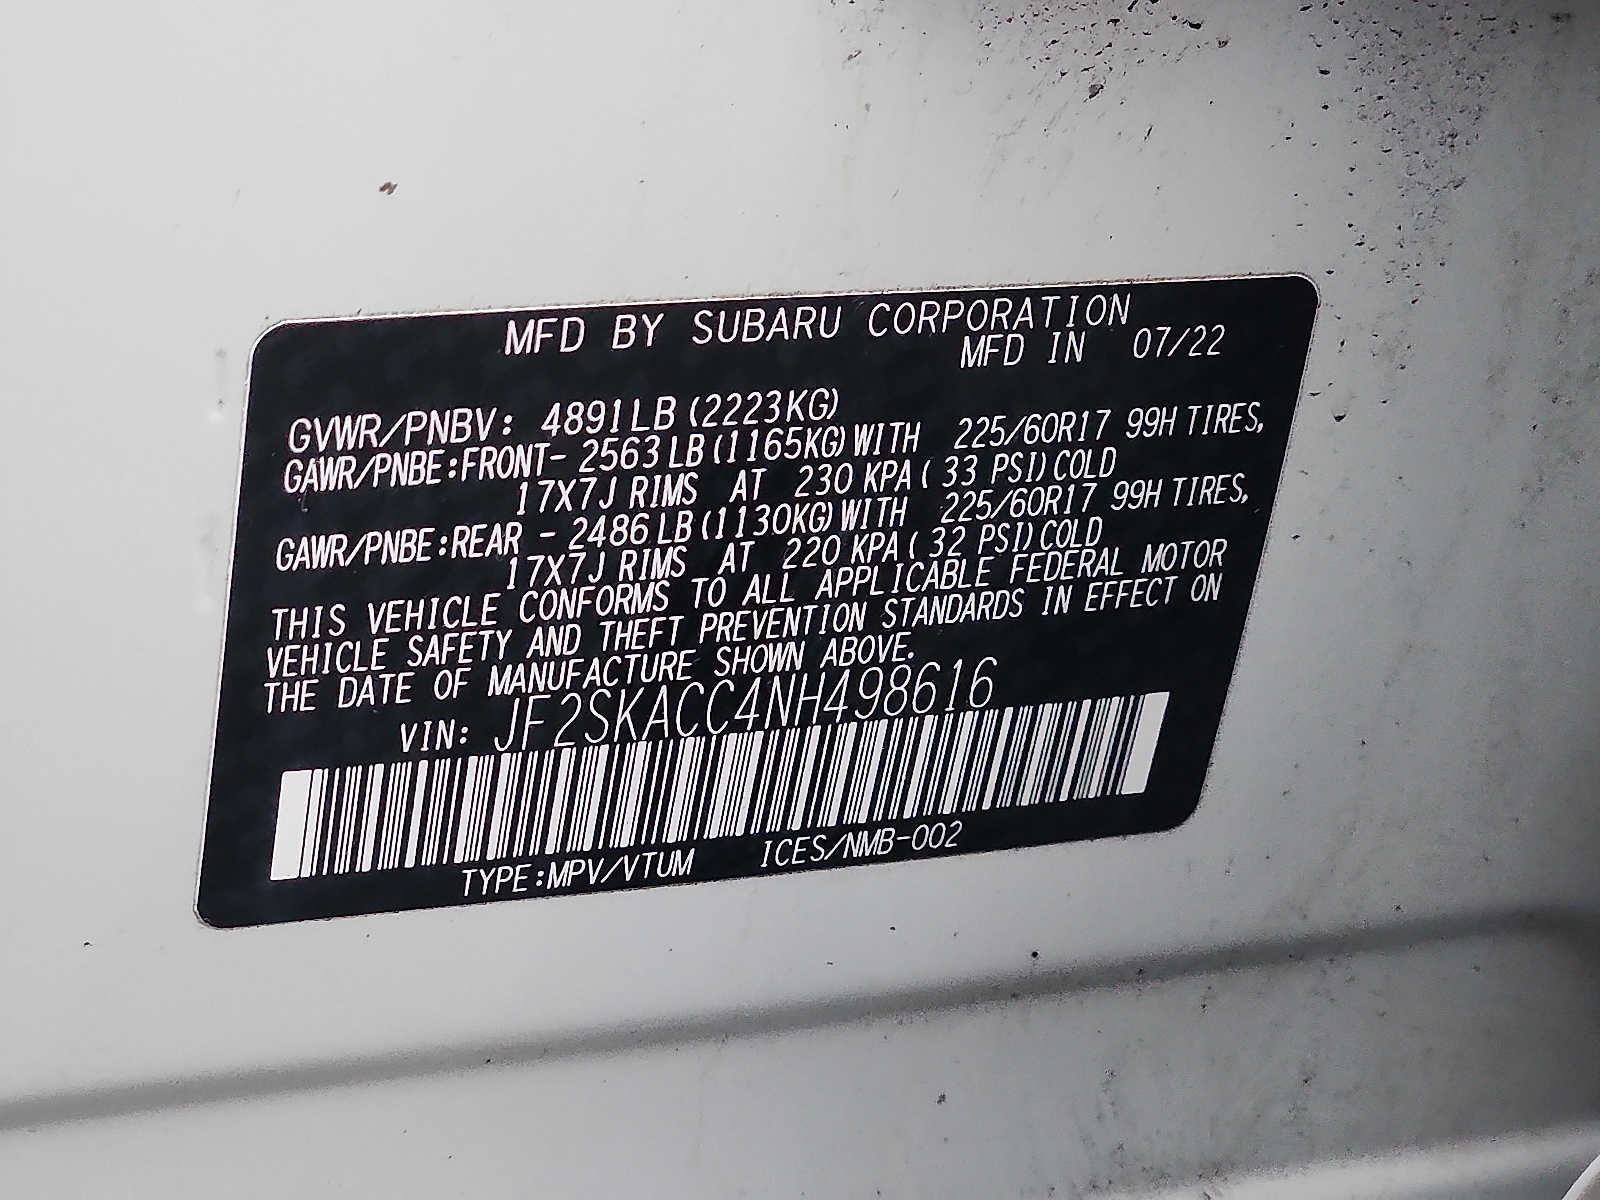 MFD BY SUBARU CORPORATION
MFD IN 07/22
GVWR/PNBV: 4891LB (2223KG)
GAWR/PNBE:FRONT- 2563 LB (1165KG) WITH 225/60R17 99H TIRES,
17X7J RIMS AT 230 KPA ( 33 PSI) COLD
GAWR/PNBE:REAR - 2486 LB (1130KG) WITH 225/60R17 99H TIRES,
17X7J RIMS AT 220 KPA ( 32 PSI) COLD
THIS VEHICLE CONFORMS TO ALL APPLICABLE FEDERAL MOTOR
VEHICLE SAFETY AND THEFT PREVENTION STANDARDS IN EFFECT ON
THE DATE OF MANUFACTURE SHOWN ABOVE.
VIN: JF2SKACC4NH498616
TYPE:MPV/VTUM ICES/NMB-002